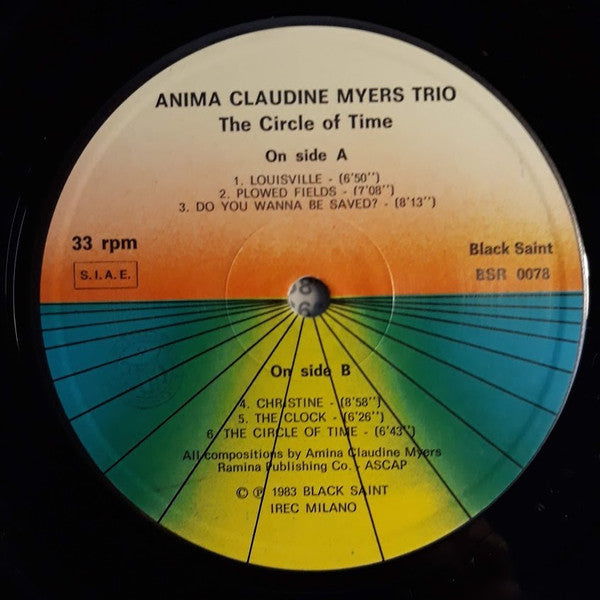 ANIMA CLAUDINE MYERS TRIO
The Circle of Time
On side A
1. LOUISVILLE - (6'50'')
2. PLOWED FIELDS - (7'08'')
3. DO YOU WANNA BE SAVED? - (8'13'')
33 rpm
S.I.A.E.
Black Saint
BSR 0078
On side B
4. CHRISTINE - (8'58'')
5. THE CLOCK - (6'26'')
6. THE CIRCLE OF TIME - (6'43'')
All compositions by Amina Claudine Myers
Ramina Publishing Co. - ASCAP
© ℗ 1983 BLACK SAINT
IREC MILANO